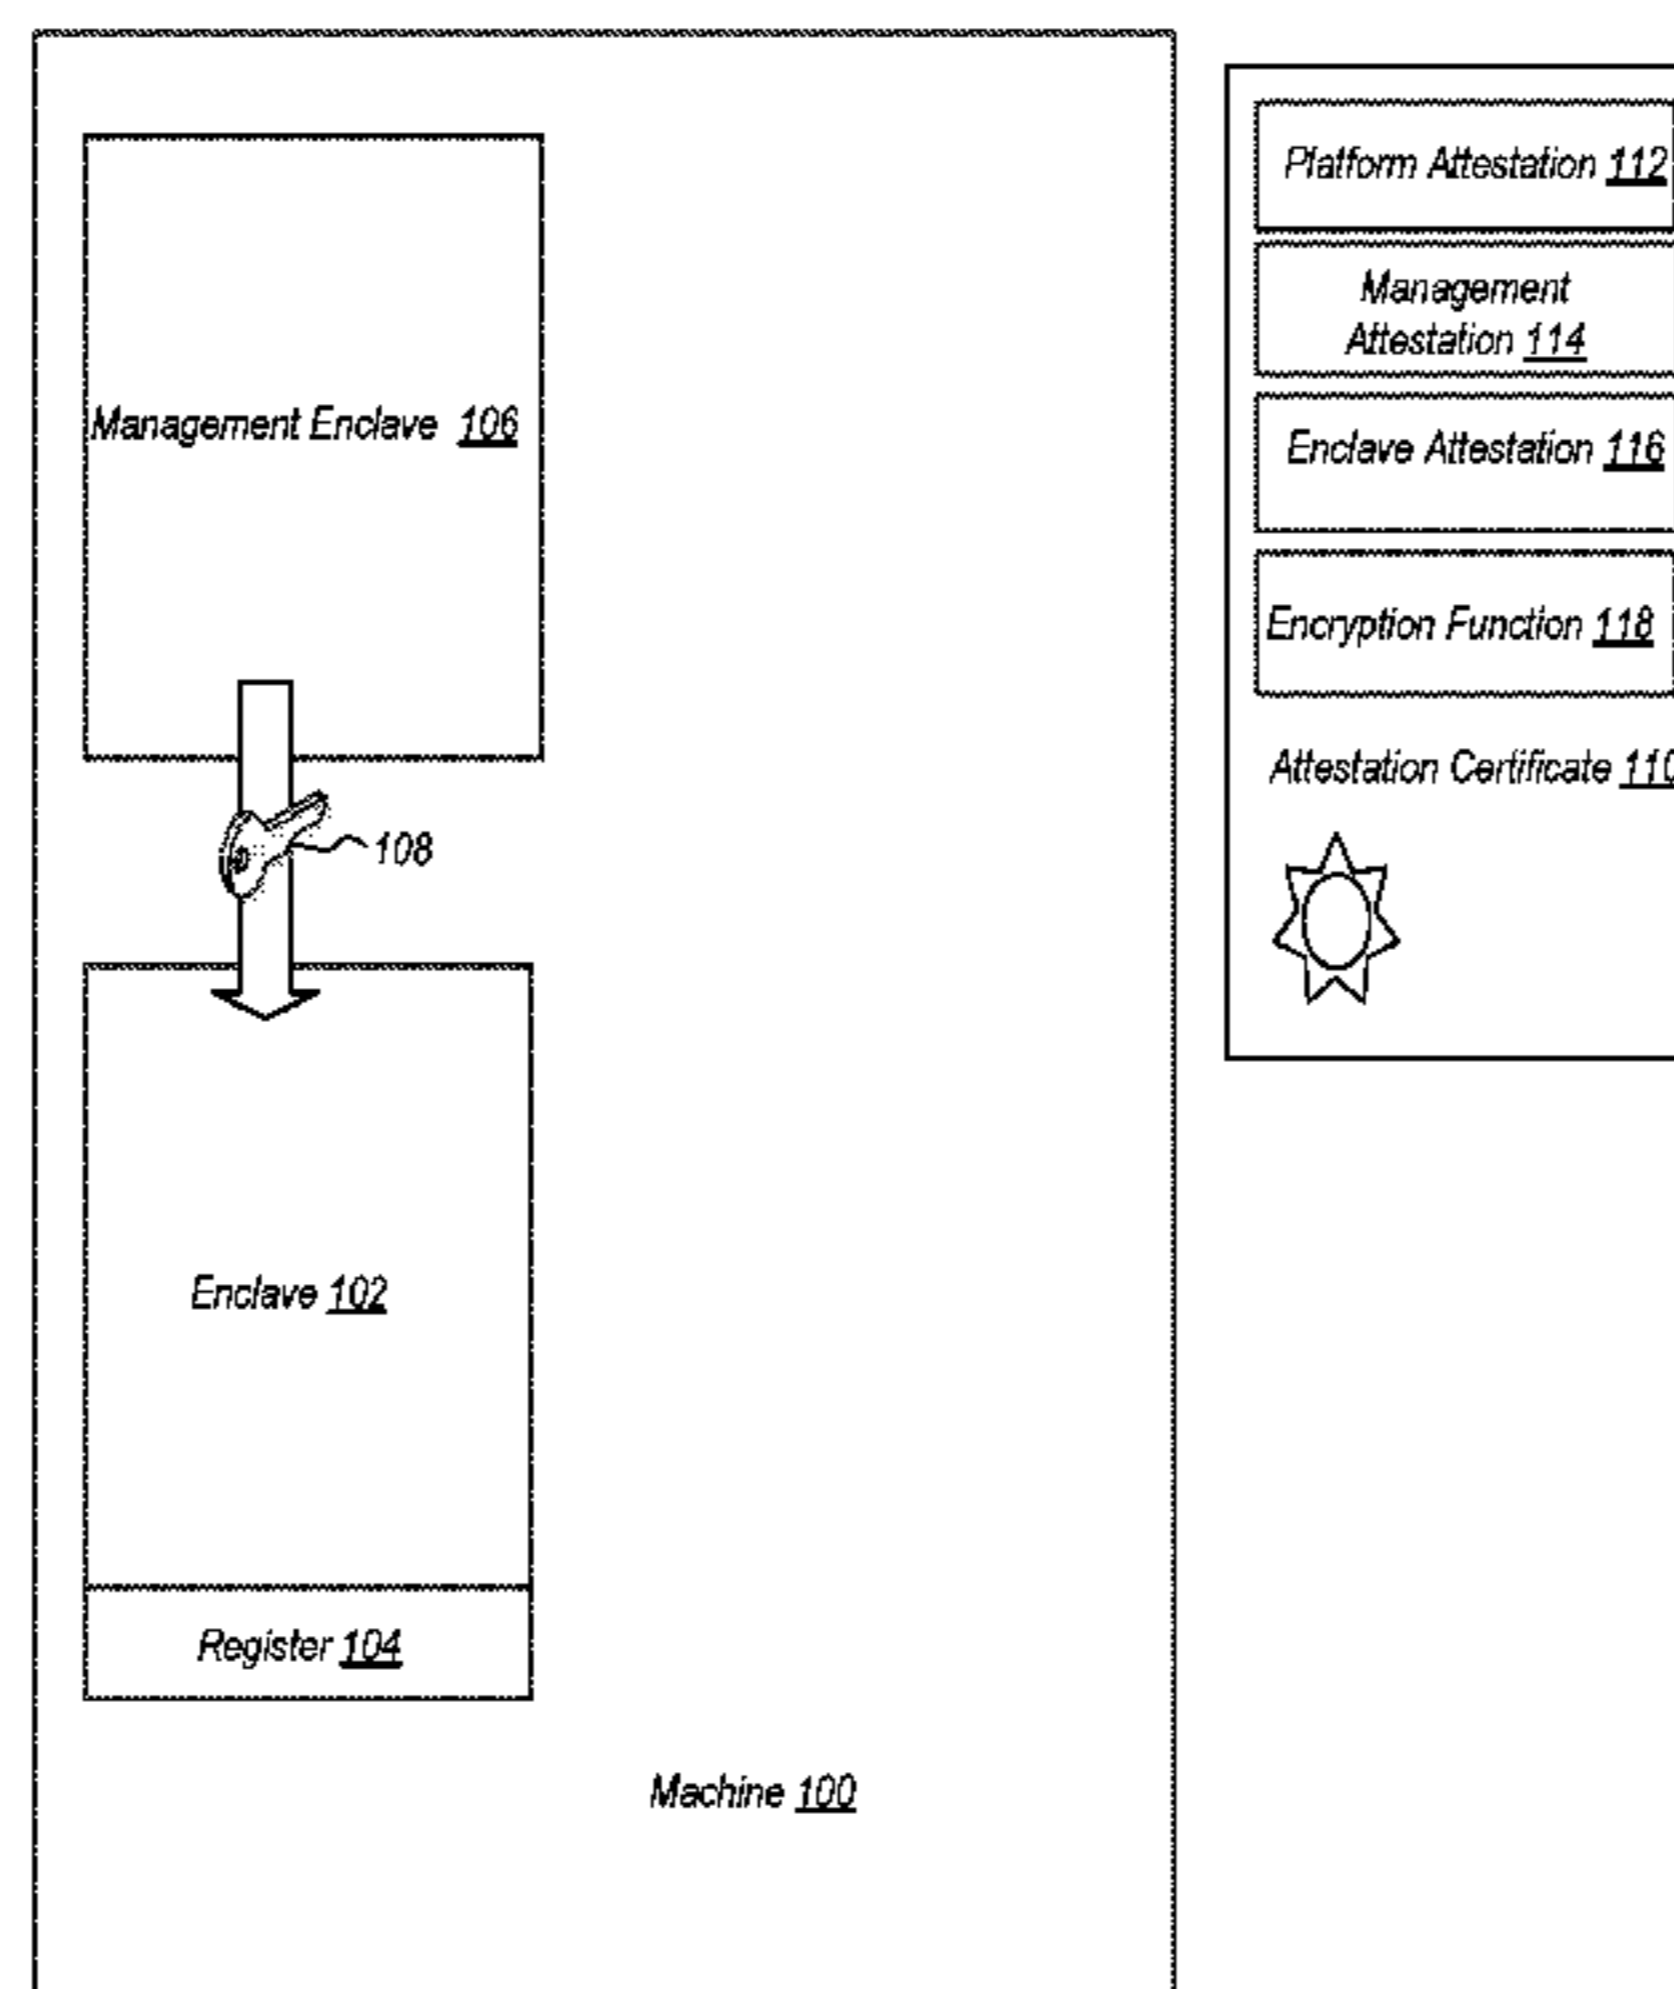 Platform Attestation 112
Management
Attestation 114
Management Enclave 106
Enclave Attestation 116
Encryption Function 118
Attestation Certificate 110
108
Enclave 102
Register 104
Machine 100